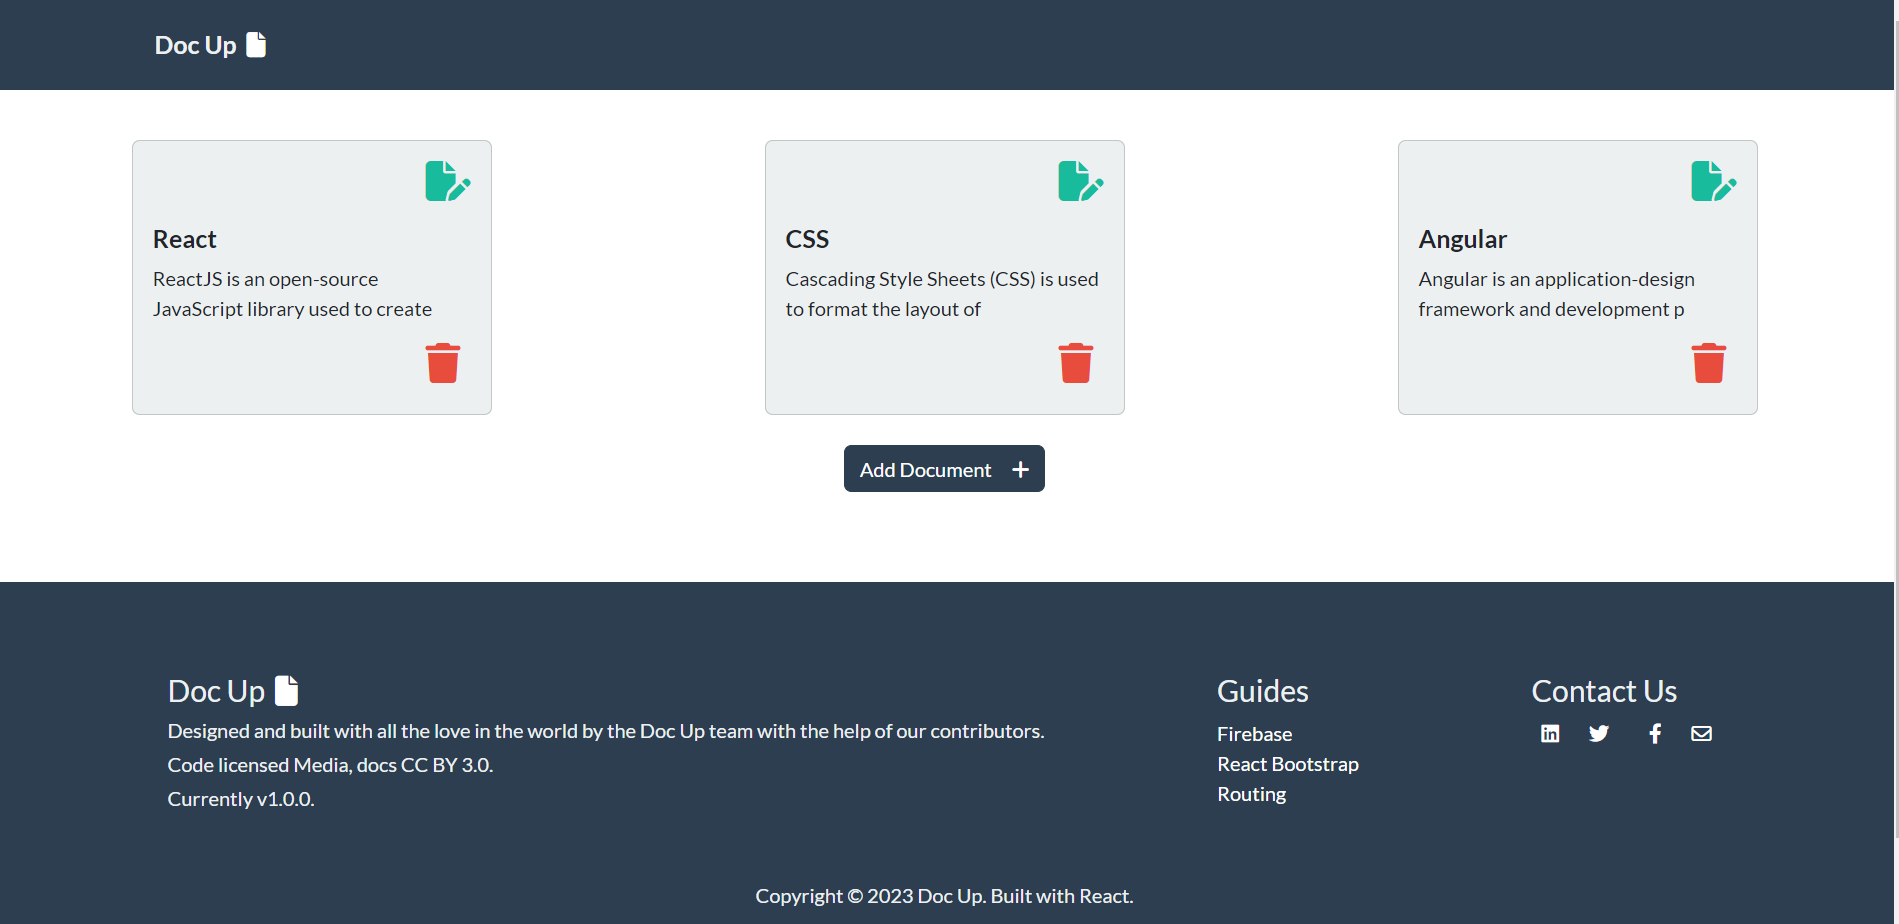 Doc Up
React
ReactJS is an open-source
JavaScript library used to create
CSS
Cascading Style Sheets (CSS) is used
to format the layout of
Angular
Angular is an application-design
framework and development p
Add Document +
Doc Up
Designed and built with all the love in the world by the Doc Up team with the help of our contributors.
Code licensed Media, docs CC BY 3.0.
Currently v1.0.0.
Guides
Firebase
React Bootstrap
Routing
Contact Us
Copyright © 2023 Doc Up. Built with React.